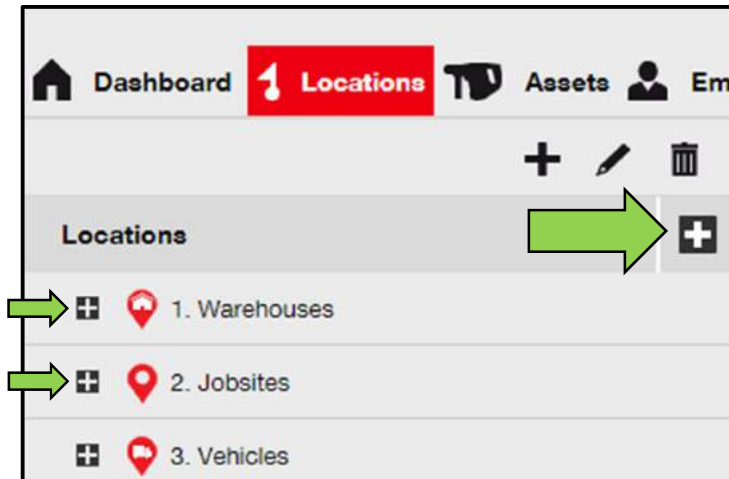 Dashboard Locations Assets Em
Locations
1. Warehouses
2. Jobsites
3. Vehicles